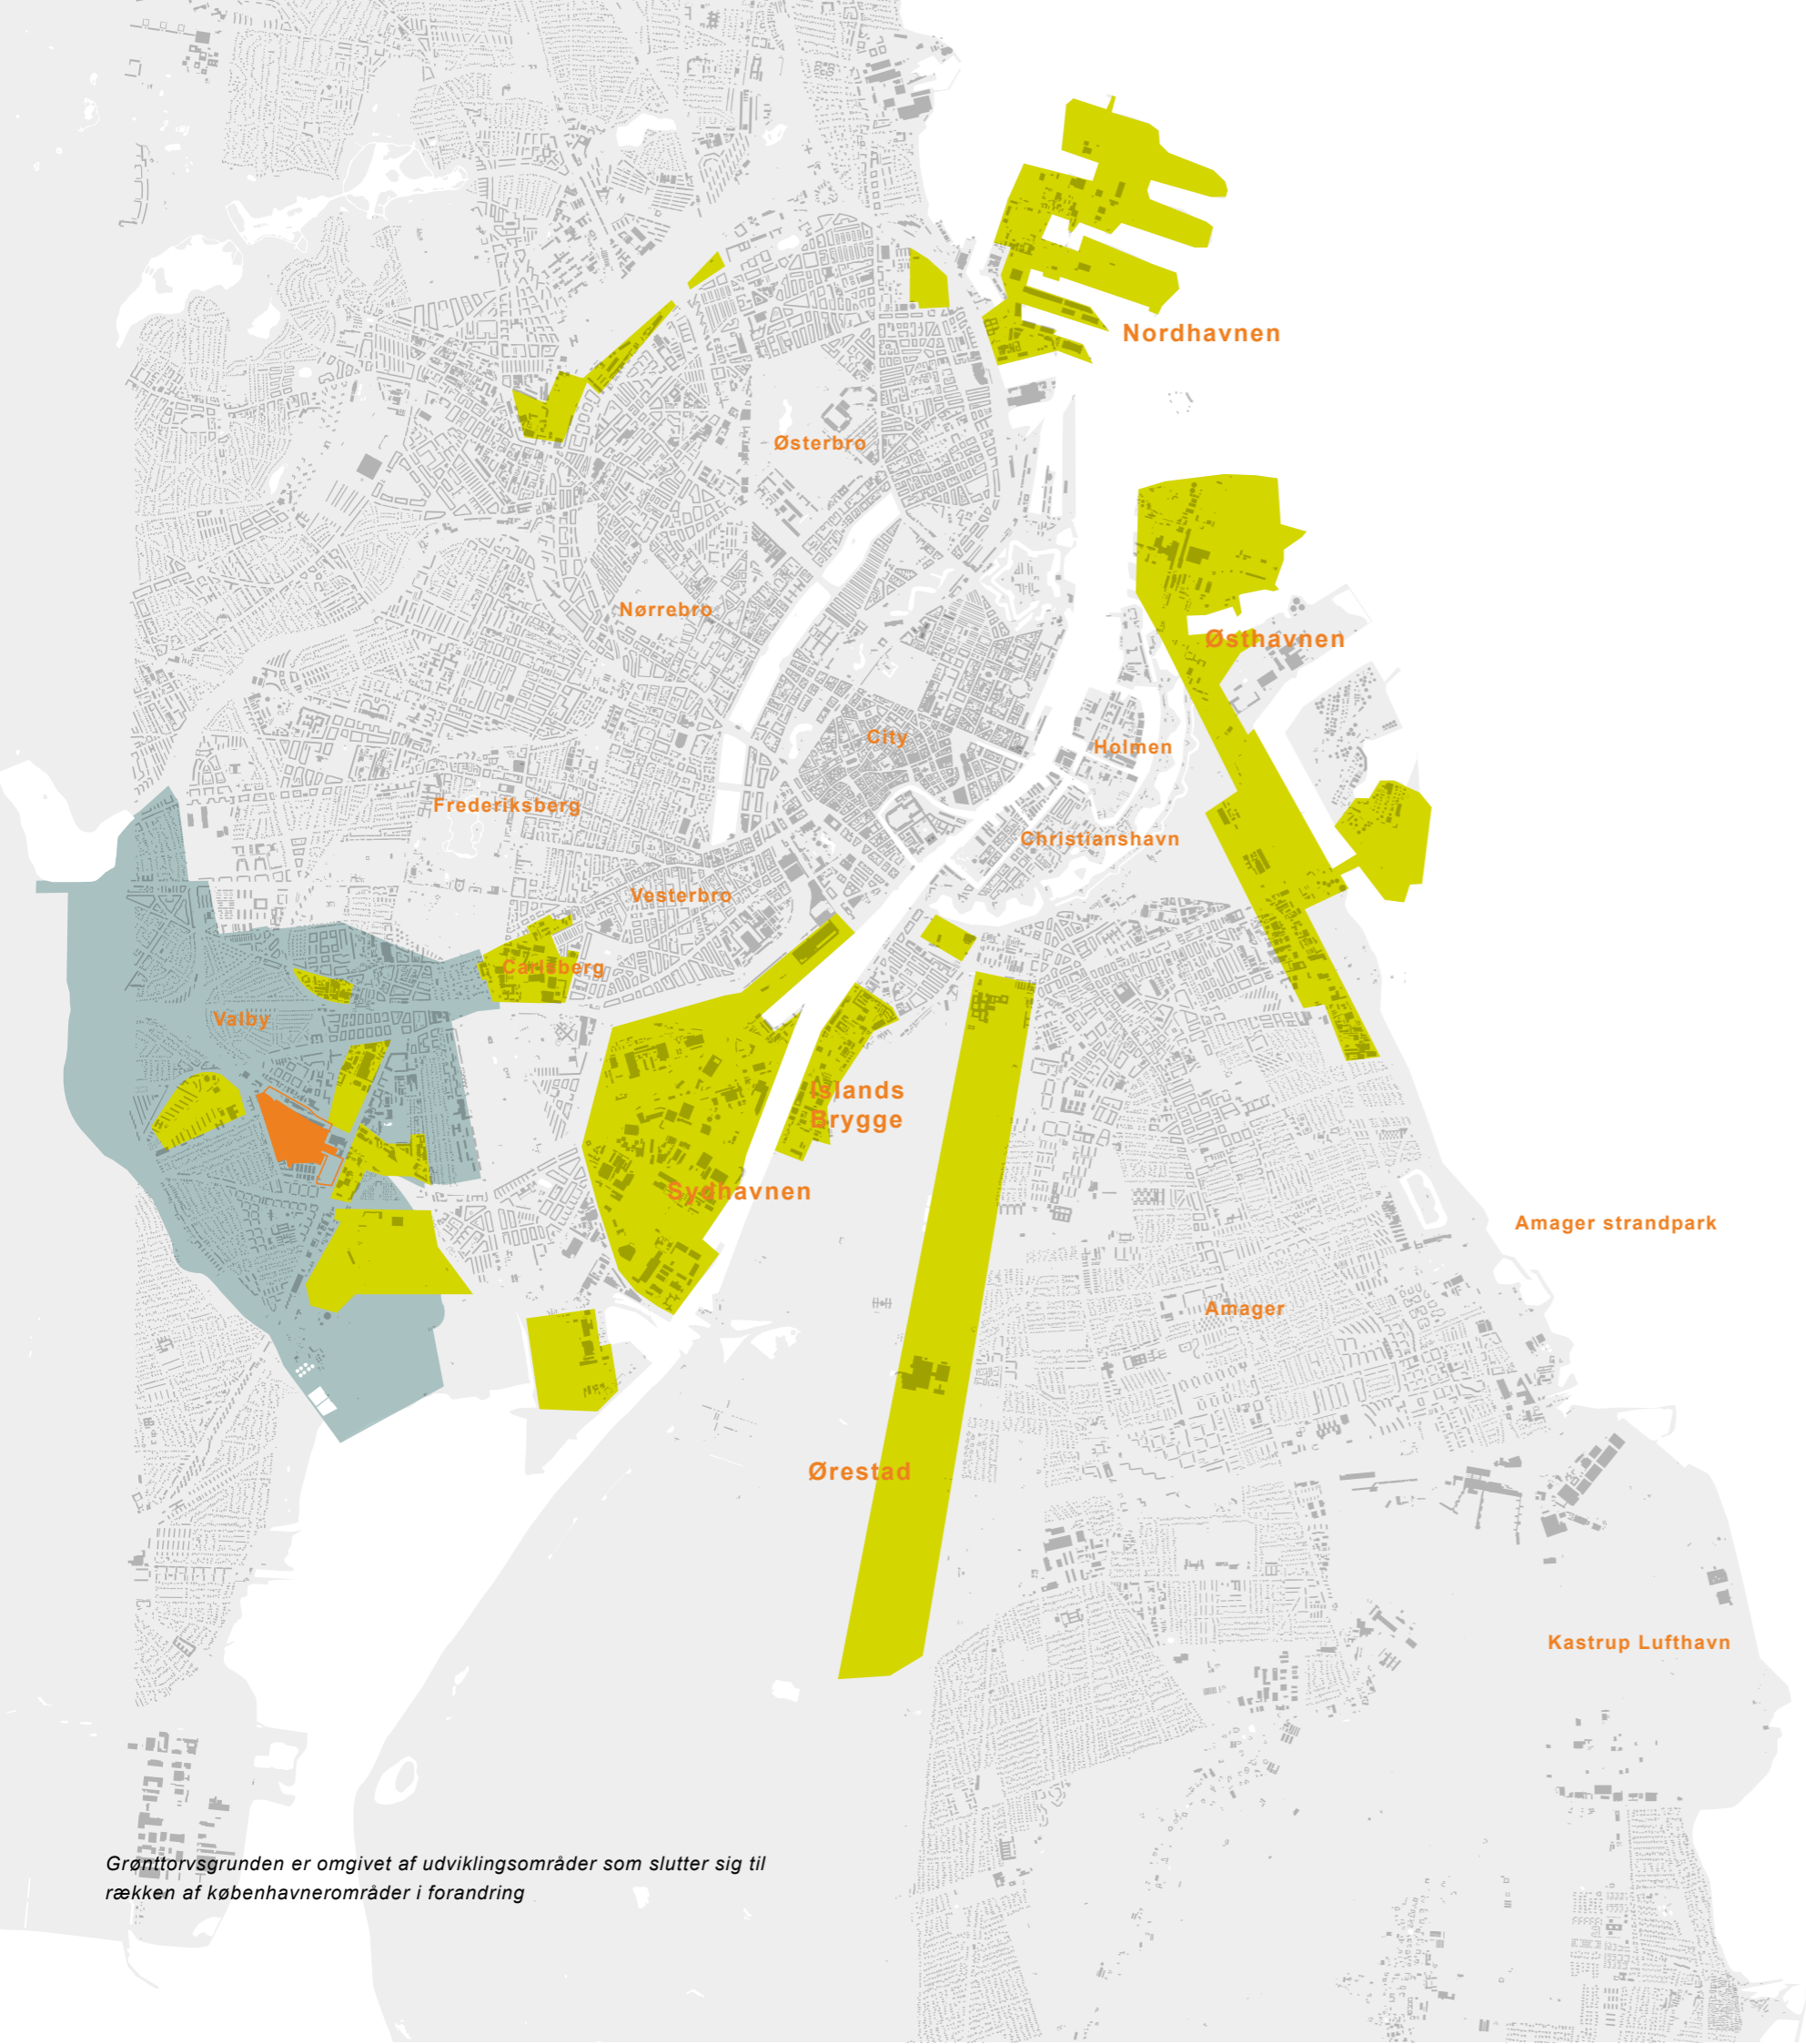 Nordhavnen
Østerbro
Nørrebro
Østhavnen
City
Holmen
Frederiksberg
Christianshavn
Vesterbro
Carlsberg
Valby
Islands
Brygge
Sydhavnen
Amager strandpark
Amager
Ørestad
Kastrup Lufthavn
Grønttorvsgrunden er omgivet af udviklingsområder som slutter sig til
rækken af københavnerområder i forandring